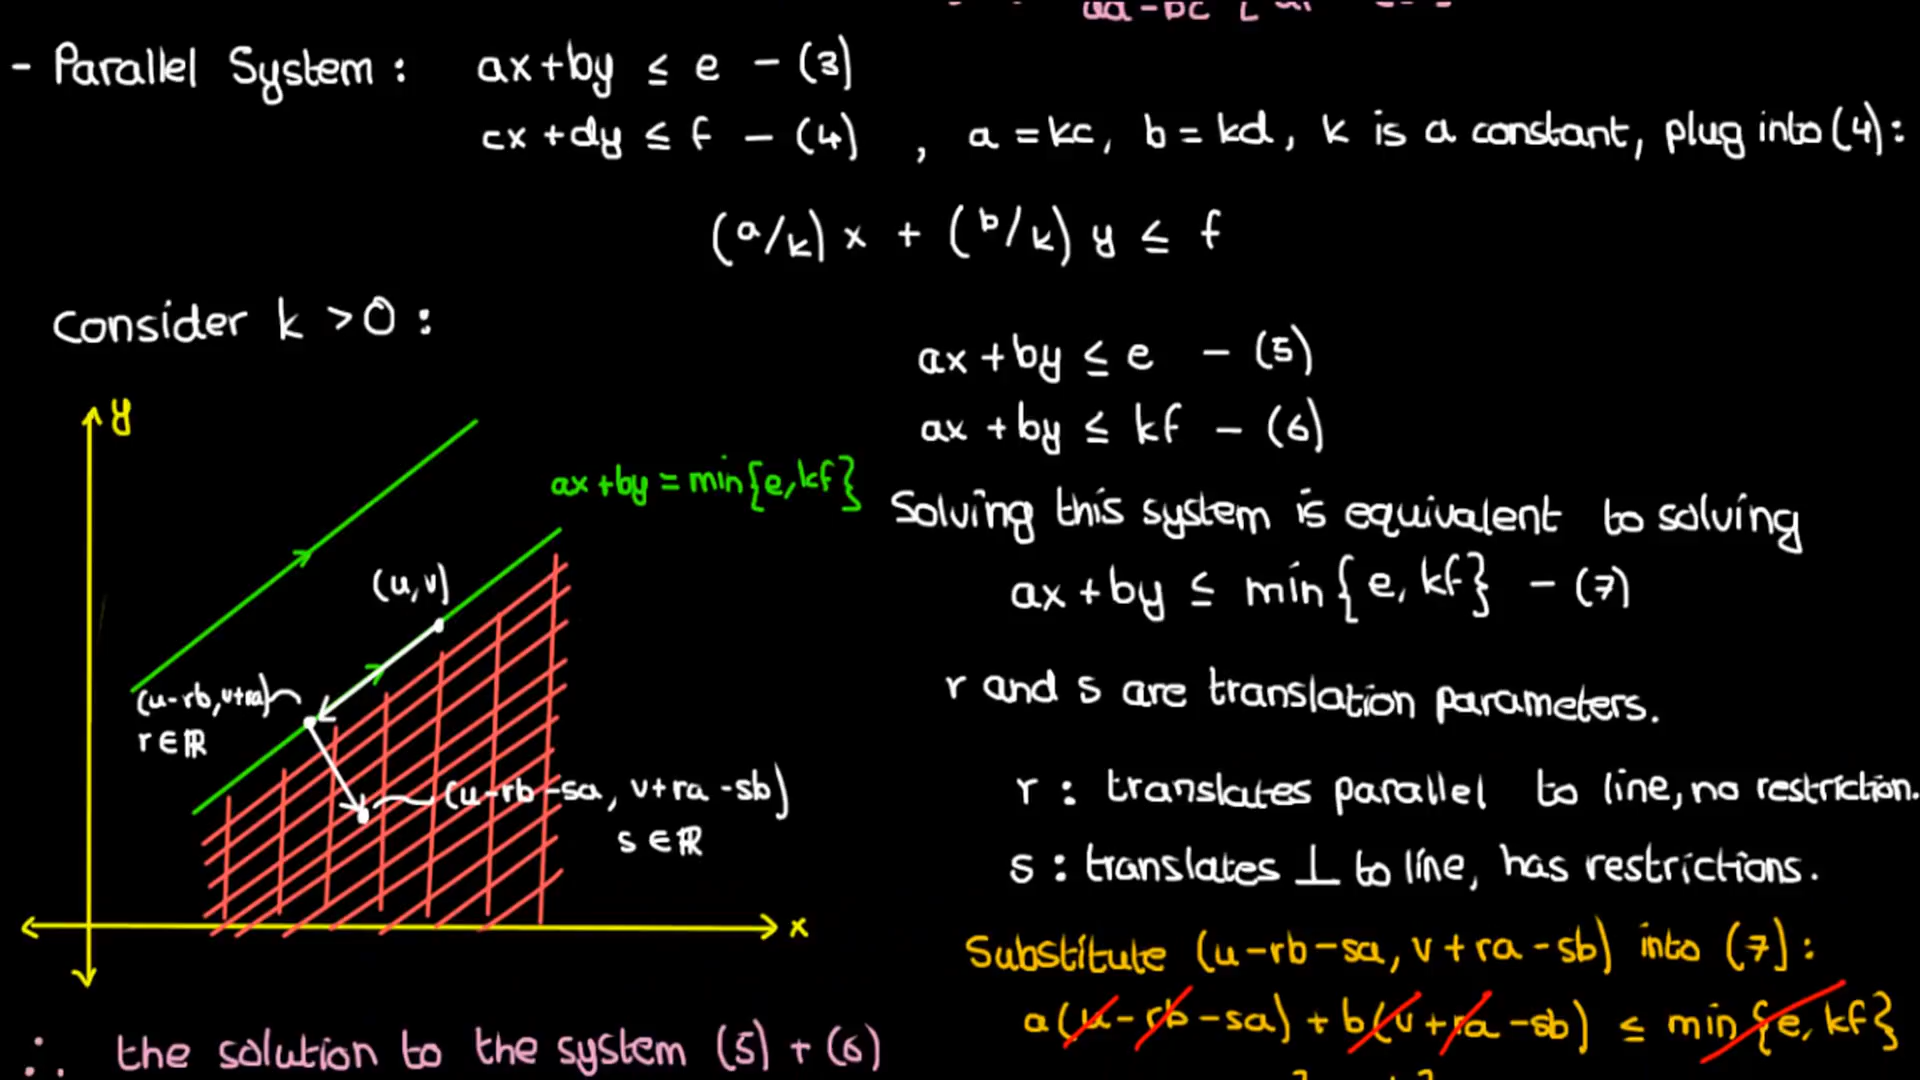 - Parallel System: ax+by ≤ e - (3)
cx+dy ≤ f - (4), a = kc, b = kd, k is a constant, plug into (4):
(a/k) x + (b/k) y ≤ f
Consider k > 0:
ax+by ≤ e - (5)
ax+by ≤ kf - (6)
y
ax+by = min{e, kf}
Solving this system is equivalent to solving
ax+by ≤ min{e, kf} - (7)
(u, v)
r and s are translation parameters.
(u-rb, v+ra)
r ∈ ℝ
r : translates parallel to line, no restriction.
(u-rb-sa, v+ra-sb)
s ∈ ℝ
s : translates ⊥ to line, has restrictions.
x
Substitute (u-rb-sa, v+ra-sb) into (7):
a(u-rb-sa) + b(v+ra-sb) ≤ min{e, kf}
∴ the solution to the system (5) + (6)